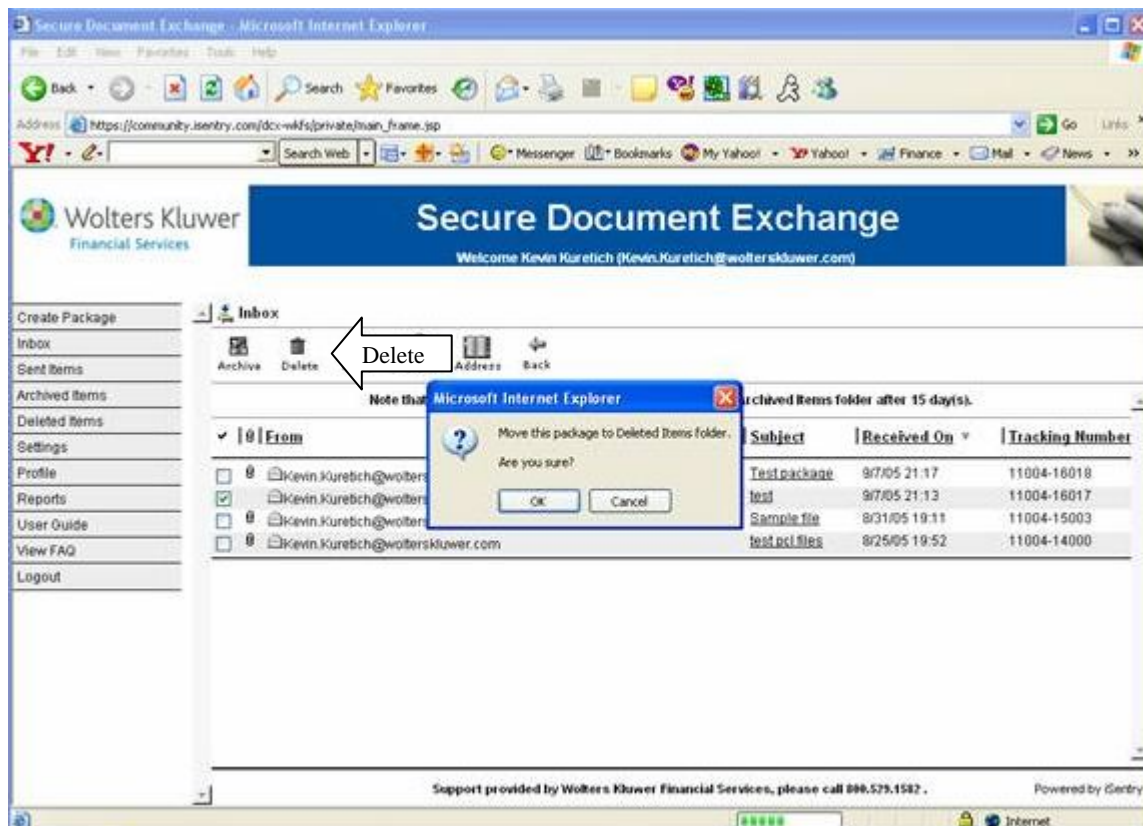 Secure Document Exchange - Microsoft Internet Explorer
File Edit View Favorites Tools Help
Back Search Favorites
Address https://community.isentry.com/dcx-wkfs/private/main_frame.jsp Go Links
Y! Search Web Messenger Bookmarks My Yahoo! Yahoo! Finance Mail News
Wolters Kluwer
Financial Services
Secure Document Exchange
Welcome Kevin Kuretich (Kevin.Kuretich@wolterskluwer.com)
Create Package
Inbox
Sent Items
Archived Items
Deleted Items
Settings
Profile
Reports
User Guide
View FAQ
Logout
Inbox
Archive Delete Delete Address Back
Note that
rchived Items folder after 15 day(s).
Microsoft Internet Explorer
Move this package to Deleted Items folder.
Are you sure?
OK Cancel
From Subject Received On Tracking Number
Kevin.Kuretich@wolters Test package 9/7/05 21:17 11004-16018
Kevin.Kuretich@wolters test 9/7/05 21:13 11004-16017
Kevin.Kuretich@wolters Sample file 8/31/05 19:11 11004-15003
Kevin.Kuretich@wolterskluwer.com test pcl files 8/25/05 19:52 11004-14000
Support provided by Wolters Kluwer Financial Services, please call 800.529.1582 .
Powered by iSentry
Internet